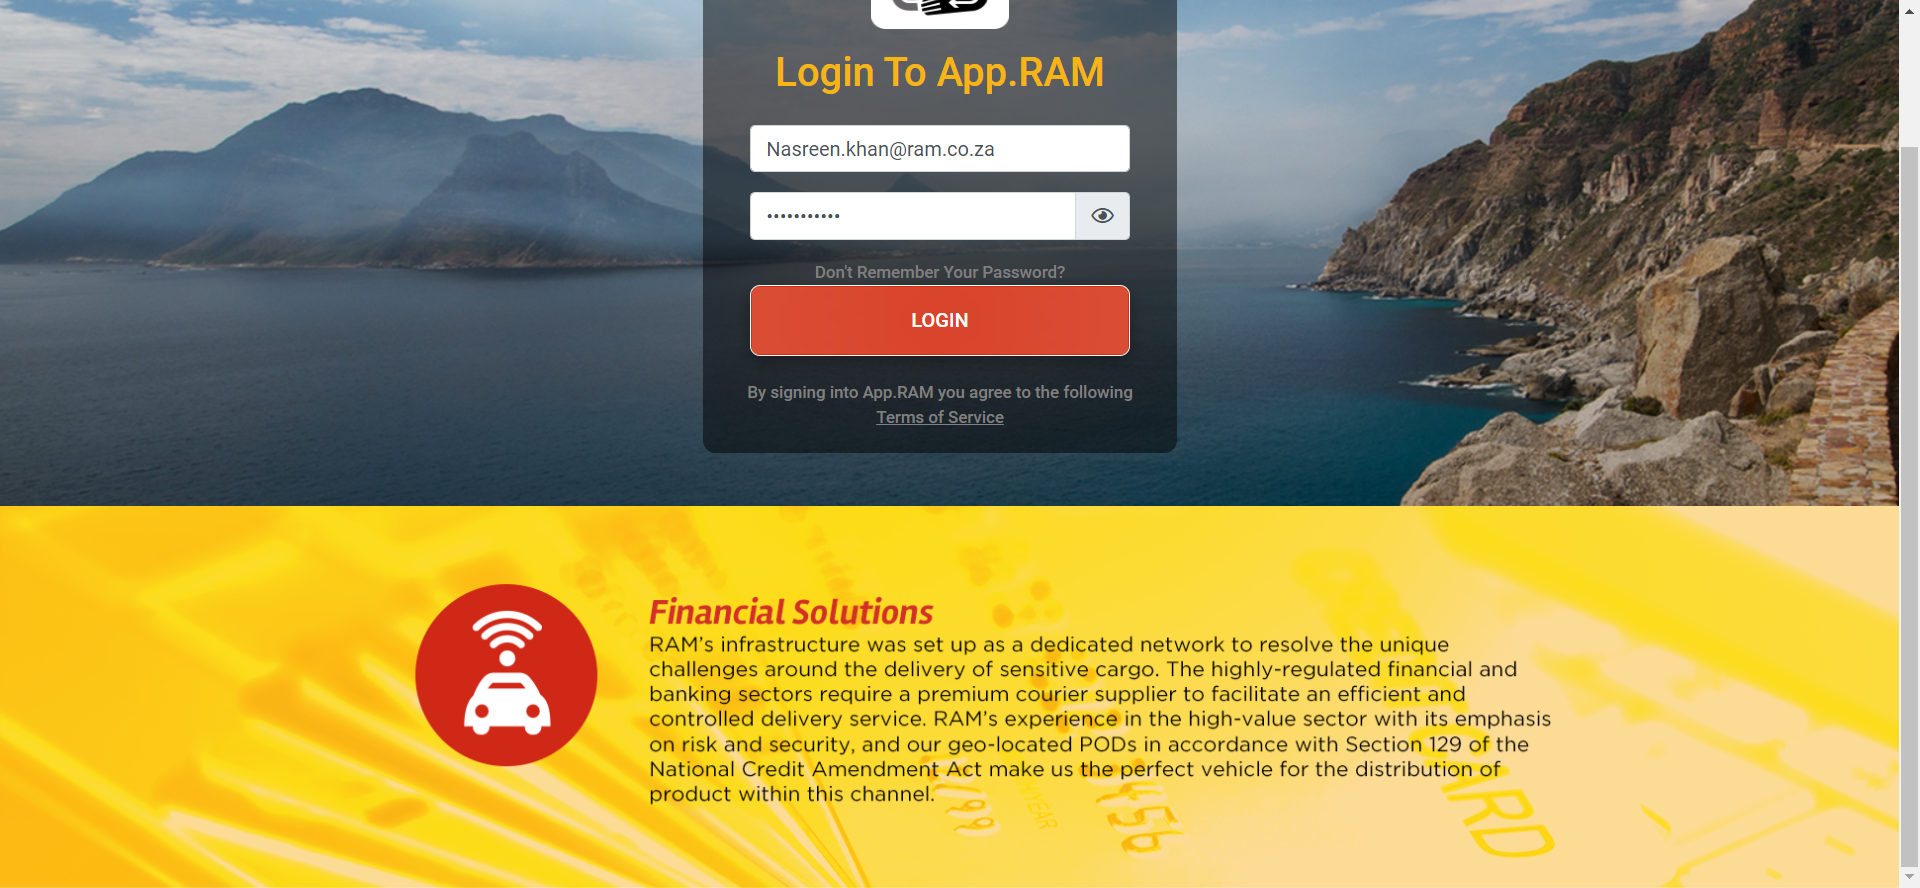 Login To App.RAM
Nasreen.khan@ram.co.za
•••••••••••
Don't Remember Your Password?
LOGIN
By signing into App.RAM you agree to the following
Terms of Service
Financial Solutions
RAM's infrastructure was set up as a dedicated network to resolve the unique
challenges around the delivery of sensitive cargo. The highly-regulated financial and
banking sectors require a premium courier supplier to facilitate an efficient and
controlled delivery service. RAM's experience in the high-value sector with its emphasis
on risk and security, and our geo-located PODs in accordance with Section 129 of the
National Credit Amendment Act make us the perfect vehicle for the distribution of
product within this channel.